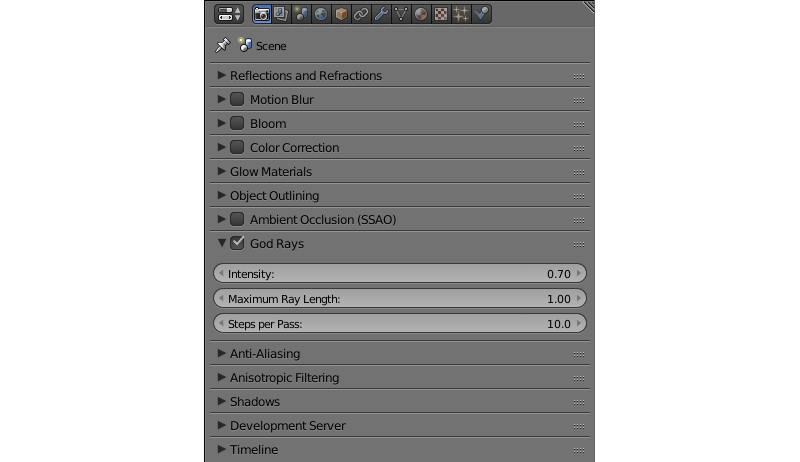 Scene
Reflections and Refractions
Motion Blur
Bloom
Color Correction
Glow Materials
Object Outlining
Ambient Occlusion (SSAO)
God Rays
Intensity: 0.70
Maximum Ray Length: 1.00
Steps per Pass: 10.0
Anti-Aliasing
Anisotropic Filtering
Shadows
Development Server
Timeline